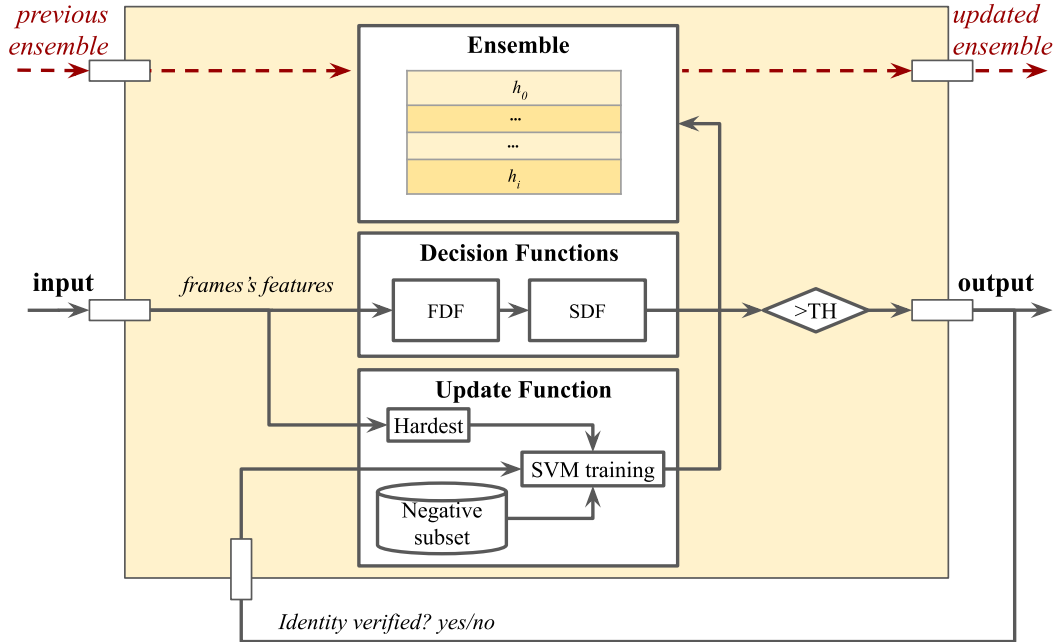 previous
ensemble
updated
ensemble
Ensemble
h0
...
...
hi
Decision Functions
input
frames's features
FDF
SDF
>TH
output
Update Function
Hardest
SVM training
Negative
subset
Identity verified? yes/no